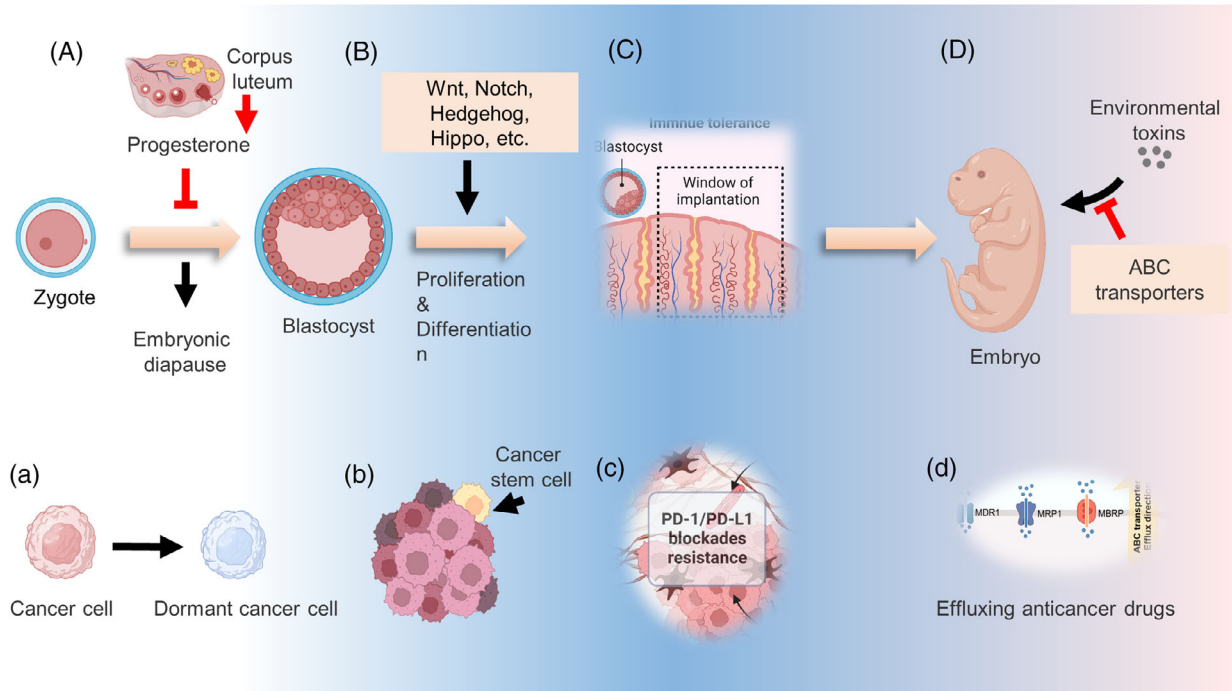 (A)
Corpus
luteum
Progesterone
Zygote
Embryonic
diapause
(B)
Wnt, Notch,
Hedgehog,
Hippo, etc.
Blastocyst
Proliferation
&
Differentiatio
n
(C)
Immnue tolerance
Blastocyst
Window of
implantation
(D)
Environmental
toxins
ABC
transporters
Embryo
(a)
Cancer cell
Dormant cancer cell
(b)
Cancer
stem cell
(c)
PD-1/PD-L1
blockades
resistance
(d)
MDR1
MRP1
MBRP
ABC transporter
Efflux direction
Effluxing anticancer drugs